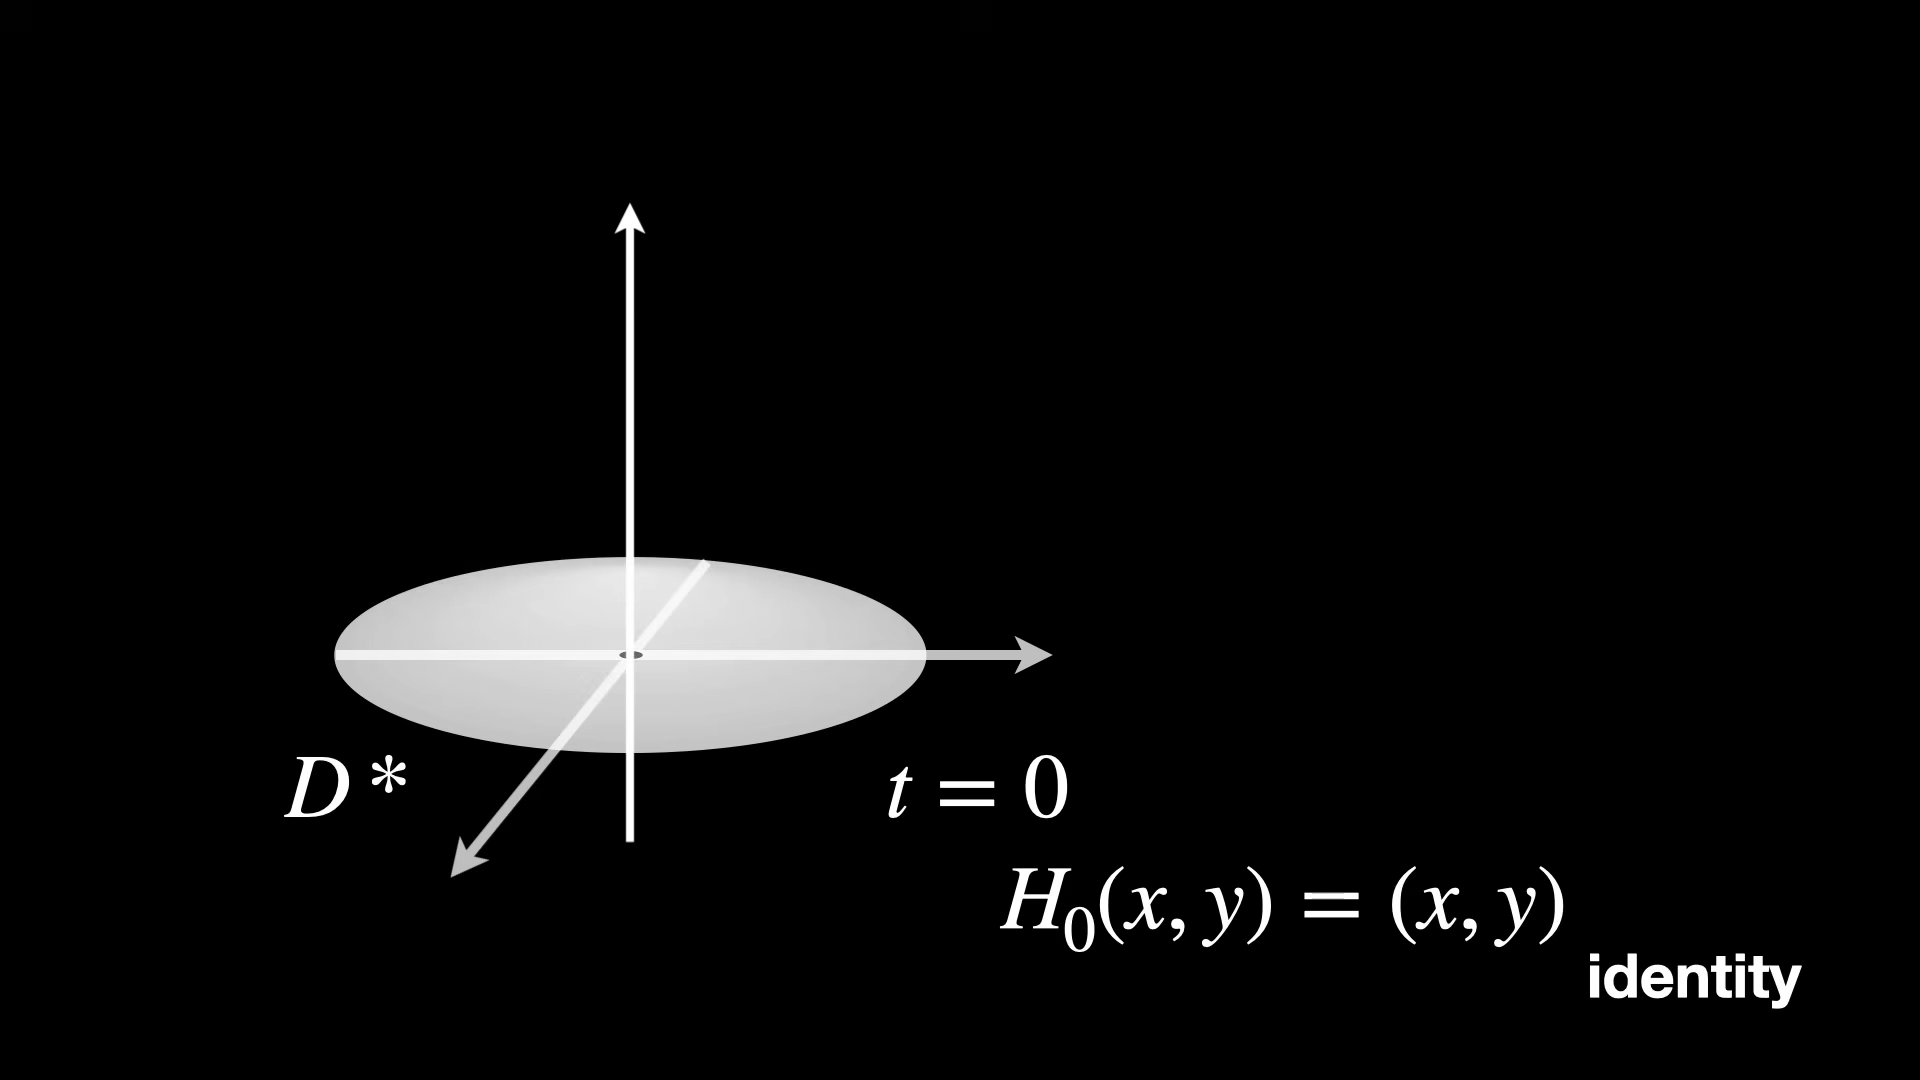 D * t = 0
H₀(x, y) = (x, y)
identity